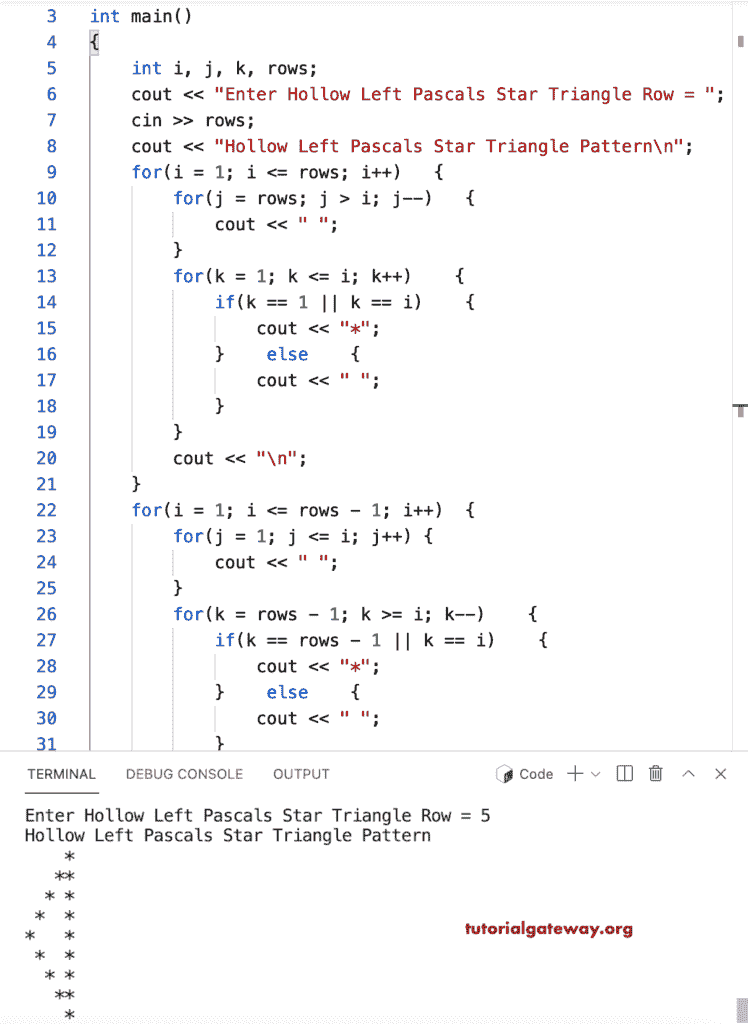 3 int main()
4 {
5     int i, j, k, rows;
6     cout << "Enter Hollow Left Pascals Star Triangle Row = ";
7     cin >> rows;
8     cout << "Hollow Left Pascals Star Triangle Pattern\n";
9     for(i = 1; i <= rows; i++)   {
10         for(j = rows; j > i; j--)   {
11             cout << " ";
12         }
13         for(k = 1; k <= i; k++)    {
14             if(k == 1 || k == i)    {
15                 cout << "*";
16             }    else    {
17                 cout << " ";
18             }
19         }
20         cout << "\n";
21     }
22     for(i = 1; i <= rows - 1; i++)  {
23         for(j = 1; j <= i; j++) {
24             cout << " ";
25         }
26         for(k = rows - 1; k >= i; k--)    {
27             if(k == rows - 1 || k == i)    {
28                 cout << "*";
29             }    else    {
30                 cout << " ";
31             }
TERMINAL DEBUG CONSOLE OUTPUT Code
Enter Hollow Left Pascals Star Triangle Row = 5
Hollow Left Pascals Star Triangle Pattern
    *
   **
  * *
 *  *
*   *
 *  *
  * *
   **
    *
tutorialgateway.org